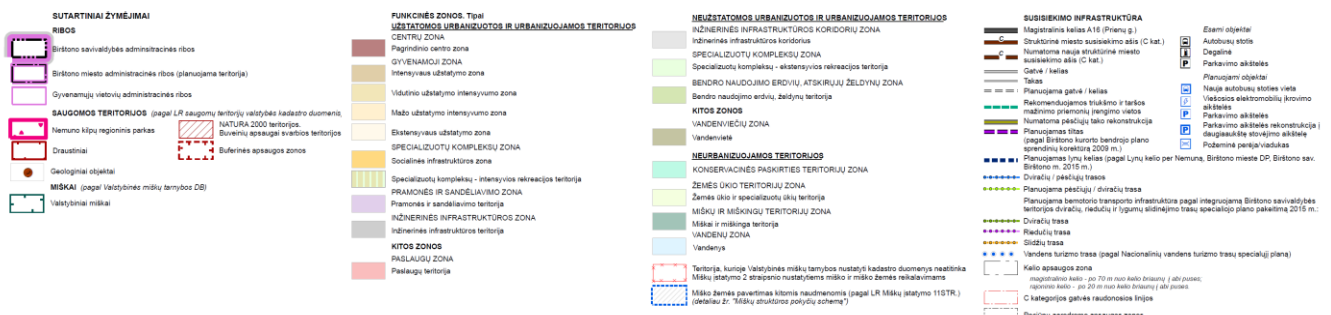 SUTARTINIAI ŽYMĖJIMAI
RIBOS
Birštono savivaldybės adminsitracinės ribos
Birštono miesto administracinės ribos (planuojama teritorija)
Gyvenamųjų vietovių administracinės ribos
SAUGOMOS TERITORIJOS (pagal LR saugomų teritorijų valstybės kadastro duomenis,
Nemuno kilpų regioninis parkas
NATURA 2000 teritorijos.
Buveinių apsaugai svarbios teritorijos
Draustiniai
Buferinės apsaugos zonos
Geologiniai objektai
MIŠKAI (pagal Valstybinės miškų tarnybos DB)
Valstybiniai miškai
FUNKCINĖS ZONOS. Tipai
UŽSTATOMOS URBANIZUOTOS IR URBANIZUOJAMOS TERITORIJOS
CENTRŲ ZONA
Pagrindinio centro zona
GYVENAMOJI ZONA
Intensyvaus užstatymo zona
Vidutinio užstatymo intensyvumo zona
Mažo užstatymo intensyvumo zona
Ekstensyvaus užstatymo zona
SPECIALIZUOTŲ KOMPLEKSŲ ZONA
Socialinės infrastruktūros zona
Specializuotų kompleksų - intensyvios rekreacijos teritorija
PRAMONĖS IR SANDĖLIAVIMO ZONA
Pramonės ir sandėliavimo teritorija
INŽINERINĖS INFRASTRUKTŪROS ZONA
Inžinerinės infrastruktūros teritorija
KITOS ZONOS
PASLAUGŲ ZONA
Paslaugų teritorija
NEUŽSTATOMOS URBANIZUOTOS IR URBANIZUOJAMOS TERITORIJOS
INŽINERINĖS INFRASTRUKTŪROS KORIDORIŲ ZONA
Inžinerinės infrastruktūros koridorius
SPECIALIZUOTŲ KOMPLEKSŲ ZONA
Specializuotų kompleksų - ekstensyvios rekreacijos teritorija
BENDRO NAUDOJIMO ERDVIŲ, ATSKIRŲJŲ ŽELDYNŲ ZONA
Bendro naudojimo erdvių, želdynų teritorija
KITOS ZONOS
VANDENVIEČIŲ ZONA
Vandenvietė
NEURBANIZUOJAMOS TERITORIJOS
KONSERVACINĖS PASKIRTIES TERITORIJŲ ZONA
ŽEMĖS ŪKIO TERITORIJŲ ZONA
Žemės ūkio ir specializuotų ūkių teritorija
MIŠKŲ IR MIŠKINGŲ TERITORIJŲ ZONA
Miškai ir miškinga teritorija
VANDENŲ ZONA
Vandenys
Teritorija, kurioje Valstybinės miškų tarnybos nustatyti kadastro duomenys neatitinka
Miškų įstatymo 2 straipsnio nustatytiems miško ir miško žemės reikalavimams
Miško žemės pavertimas kitomis naudmenomis (pagal LR Miškų įstatymo 11STR.)
(detaliau žr. "Miškų struktūros pokyčių schemą")
SUSISIEKIMO INFRASTRUKTŪRA
Magistralinis kelias A16 (Prienų g.)
C
Struktūrinė miesto susisiekimo ašis (C kat.)
C
Numatoma nauja struktūrinė miesto
susisiekimo ašis (C kat.)
Gatvė / kelias
Takas
Planuojama gatvė / kelias
Rekomenduojamos triukšmo ir taršos
mažinimo priemonių įrengimo vietos
Numatoma pėsčiųjų tako rekonstrukcija
Planuojamas tiltas
(pagal Birštono kurorto bendrojo plano
sprendinių korektūrą 2009 m.)
Planuojamas lynų kelias (pagal Lynų kelio per Nemuną, Birštono mieste DP, Birštono sav.
Birštono m. 2015 m.)
Dviračių / pėsčiųjų trasos
Planuojama pėsčiųjų / dviračių trasa
Planuojama bemotorio transporto infrastruktūra pagal integruojamą Birštono savivaldybės
teritorijos dviračių, riedučių ir lygumų slidinėjimo trasų specialiojo plano pakeitimą 2015 m.:
Dviračių trasa
Riedučių trasa
Slidžių trasa
Vandens turizmo trasa (pagal Nacionalinių vandens turizmo trasų specialųjį planą)
Kelio apsaugos zona
magistralinio kelio - po 70 m nuo kelio briaunų į abi puses;
rajoninio kelio - po 20 m nuo kelio briaunų į abi puses.
C kategorijos gatvės raudonosios linijos
Esami objektai
Autobusų stotis
Degalinė
P
Parkavimo aikštelės
Planuojami objektai
Nauja autobusų stoties vieta
Viešosios elektromobilių įkrovimo
aikštelės
P
Parkavimo aikštelės
P
Parkavimo aikštelės rekonstrukcija į
daugiaaukštę stovėjimo aikštelę
Požeminė perėja/viadukas